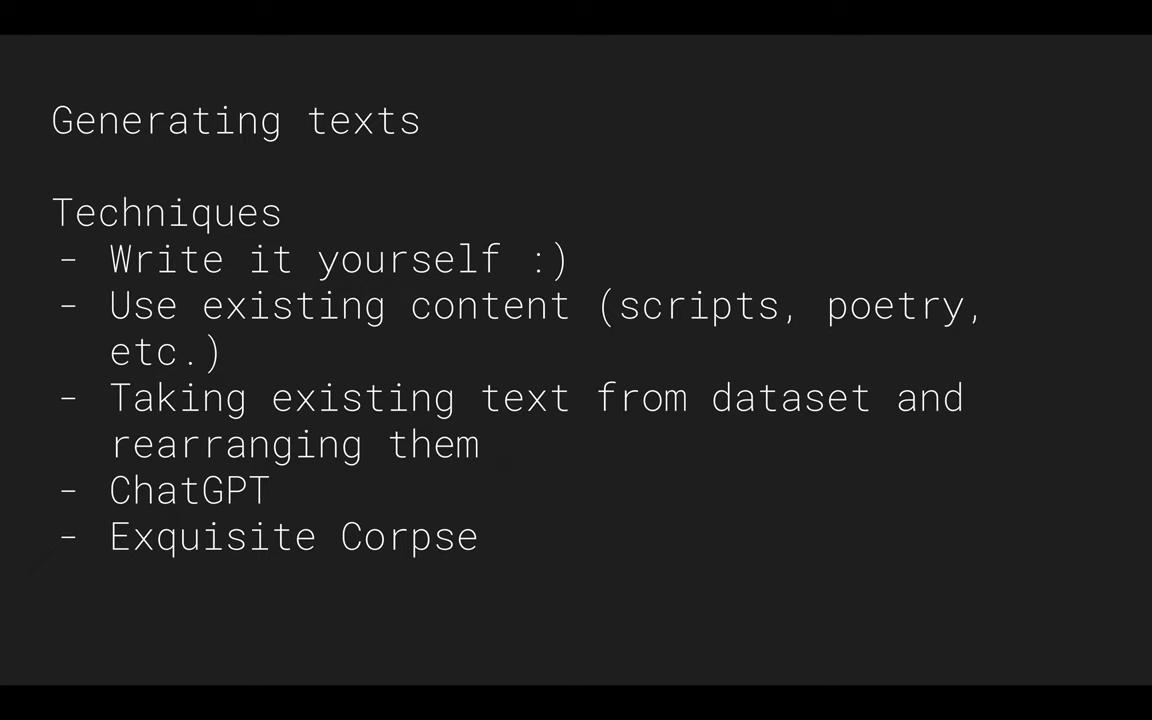 Generating texts
Techniques
- Write it yourself :)
- Use existing content (scripts, poetry,
etc.)
- Taking existing text from dataset and
rearranging them
- ChatGPT
- Exquisite Corpse